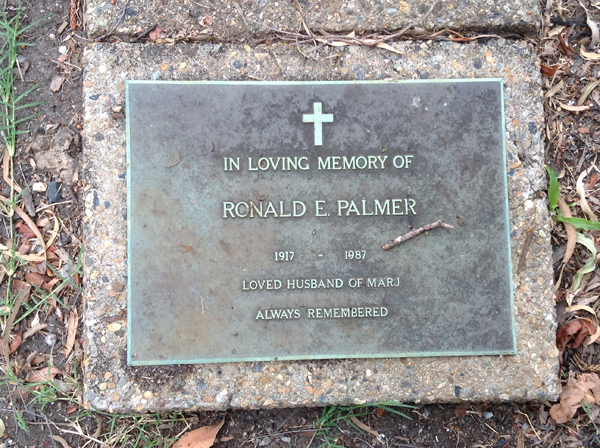 IN LOVING MEMORY OF
RONALD E. PALMER
1917 - 1987
LOVED HUSBAND OF MARJ
ALWAYS REMEMBERED